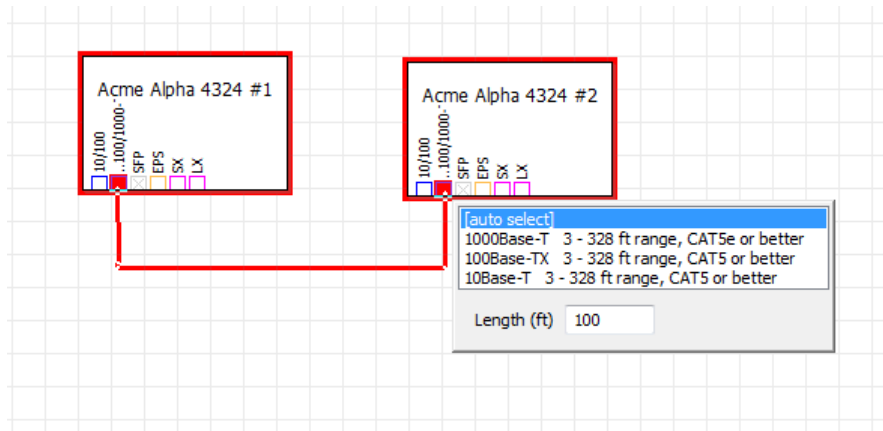 Acme Alpha 4324 #1
10/100
..100/1000-
SFP
EPS
SX
LX
Acme Alpha 4324 #2
10/100
..100/1000-
SFP
EPS
SX
LX
[auto select]
1000Base-T 3 - 328 ft range, CAT5e or better
100Base-TX 3 - 328 ft range, CAT5 or better
10Base-T 3 - 328 ft range, CAT5 or better
Length (ft) 100